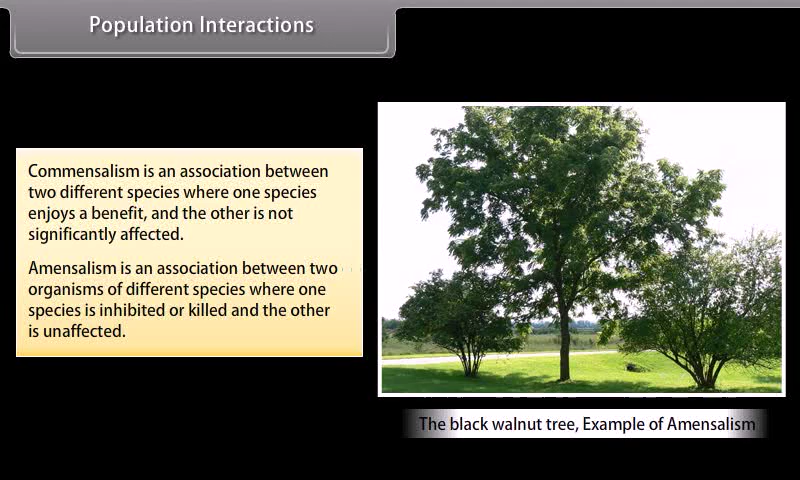 Population Interactions
Commensalism is an association between
two different species where one species
enjoys a benefit, and the other is not
significantly affected.
Amensalism is an association between two
organisms of different species where one
species is inhibited or killed and the other
is unaffected.
The black walnut tree, Example of Amensalism